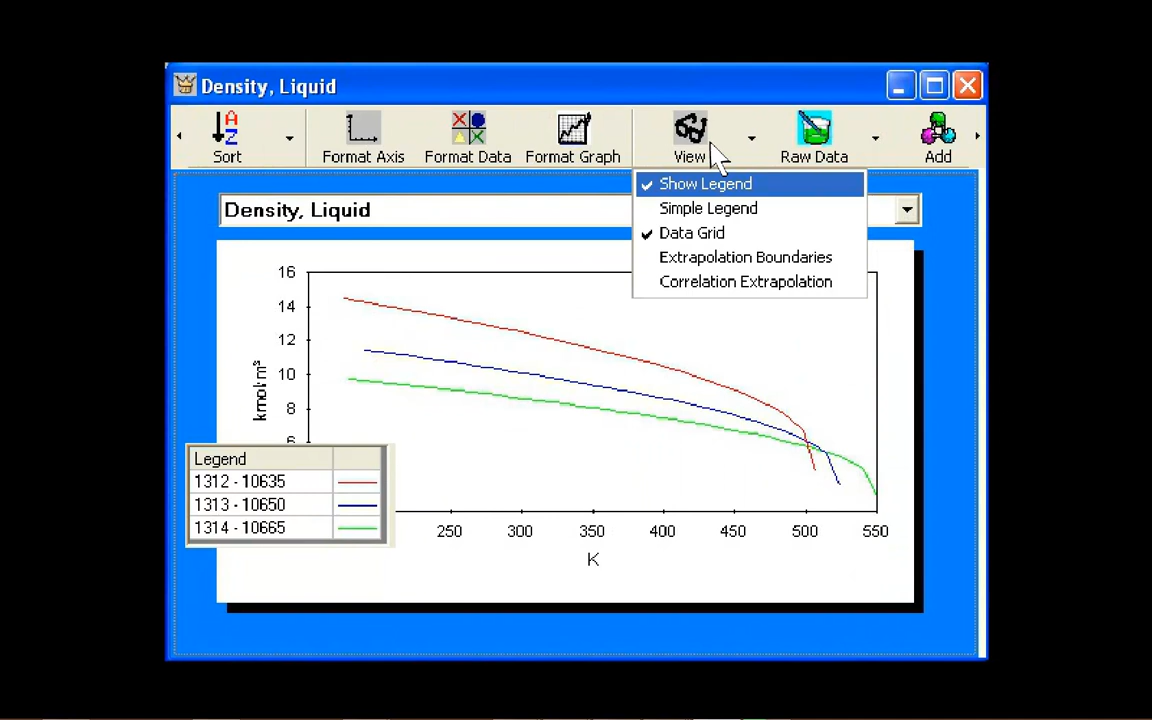 Density, Liquid
Sort
Format Axis
Format Data
Format Graph
View
Raw Data
Add
Show Legend
Simple Legend
Data Grid
Extrapolation Boundaries
Correlation Extrapolation
Density, Liquid
16
14
12
10
8
6
kmol/m³
Legend
1312 - 10635
1313 - 10650
1314 - 10665
250 300 350 400 450 500 550
K